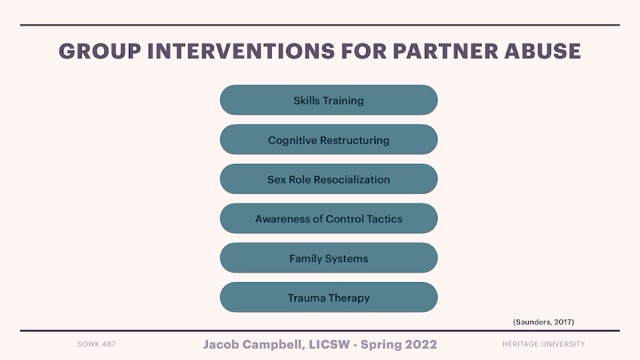 GROUP INTERVENTIONS FOR PARTNER ABUSE
Skills Training
Cognitive Restructuring
Sex Role Resocialization
Awareness of Control Tactics
Family Systems
Trauma Therapy
(Saunders, 2017)
SOWK 487
Jacob Campbell, LICSW - Spring 2022
HERITAGE UNIVERSITY